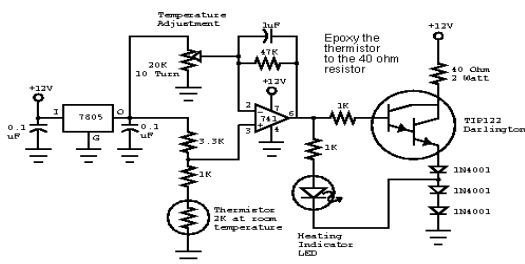 Temperature
Adjustment
1uF
47K
Epoxy the
thermistor
to the 40 ohm
resistor
+12V
20K
10 Turn
+12V
40 Ohm
2 Watt
+12V
I
7805
O
G
0.1
uF
0.1
uF
2
7
741
6
3
4
1K
TIP122
Darlington
3.3K
1K
1K
1N4001
1N4001
1N4001
Thermistor
2K at room
temperature
Heating
Indicator
LED